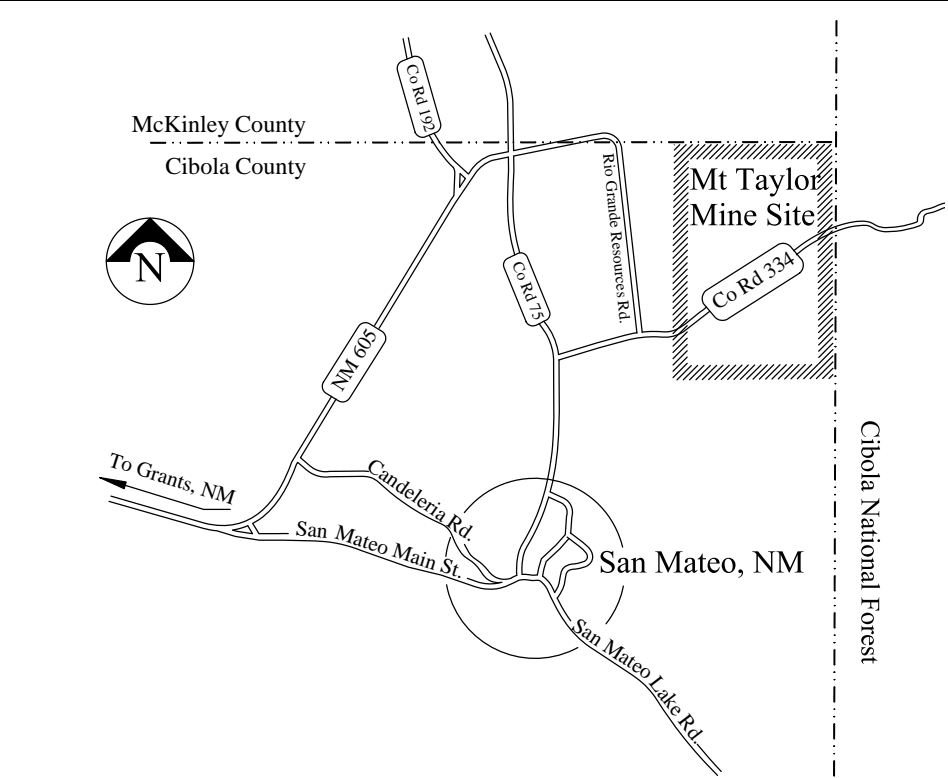 Co Rd 192
McKinley County
Cibola County
Rio Grande Resources Rd.
Mt Taylor
Mine Site
N
Co Rd 75
Co Rd 334
NM 605
To Grants, NM
Candeleria Rd.
San Mateo Main St.
San Mateo, NM
Cibola National Forest
San Mateo Lake Rd.